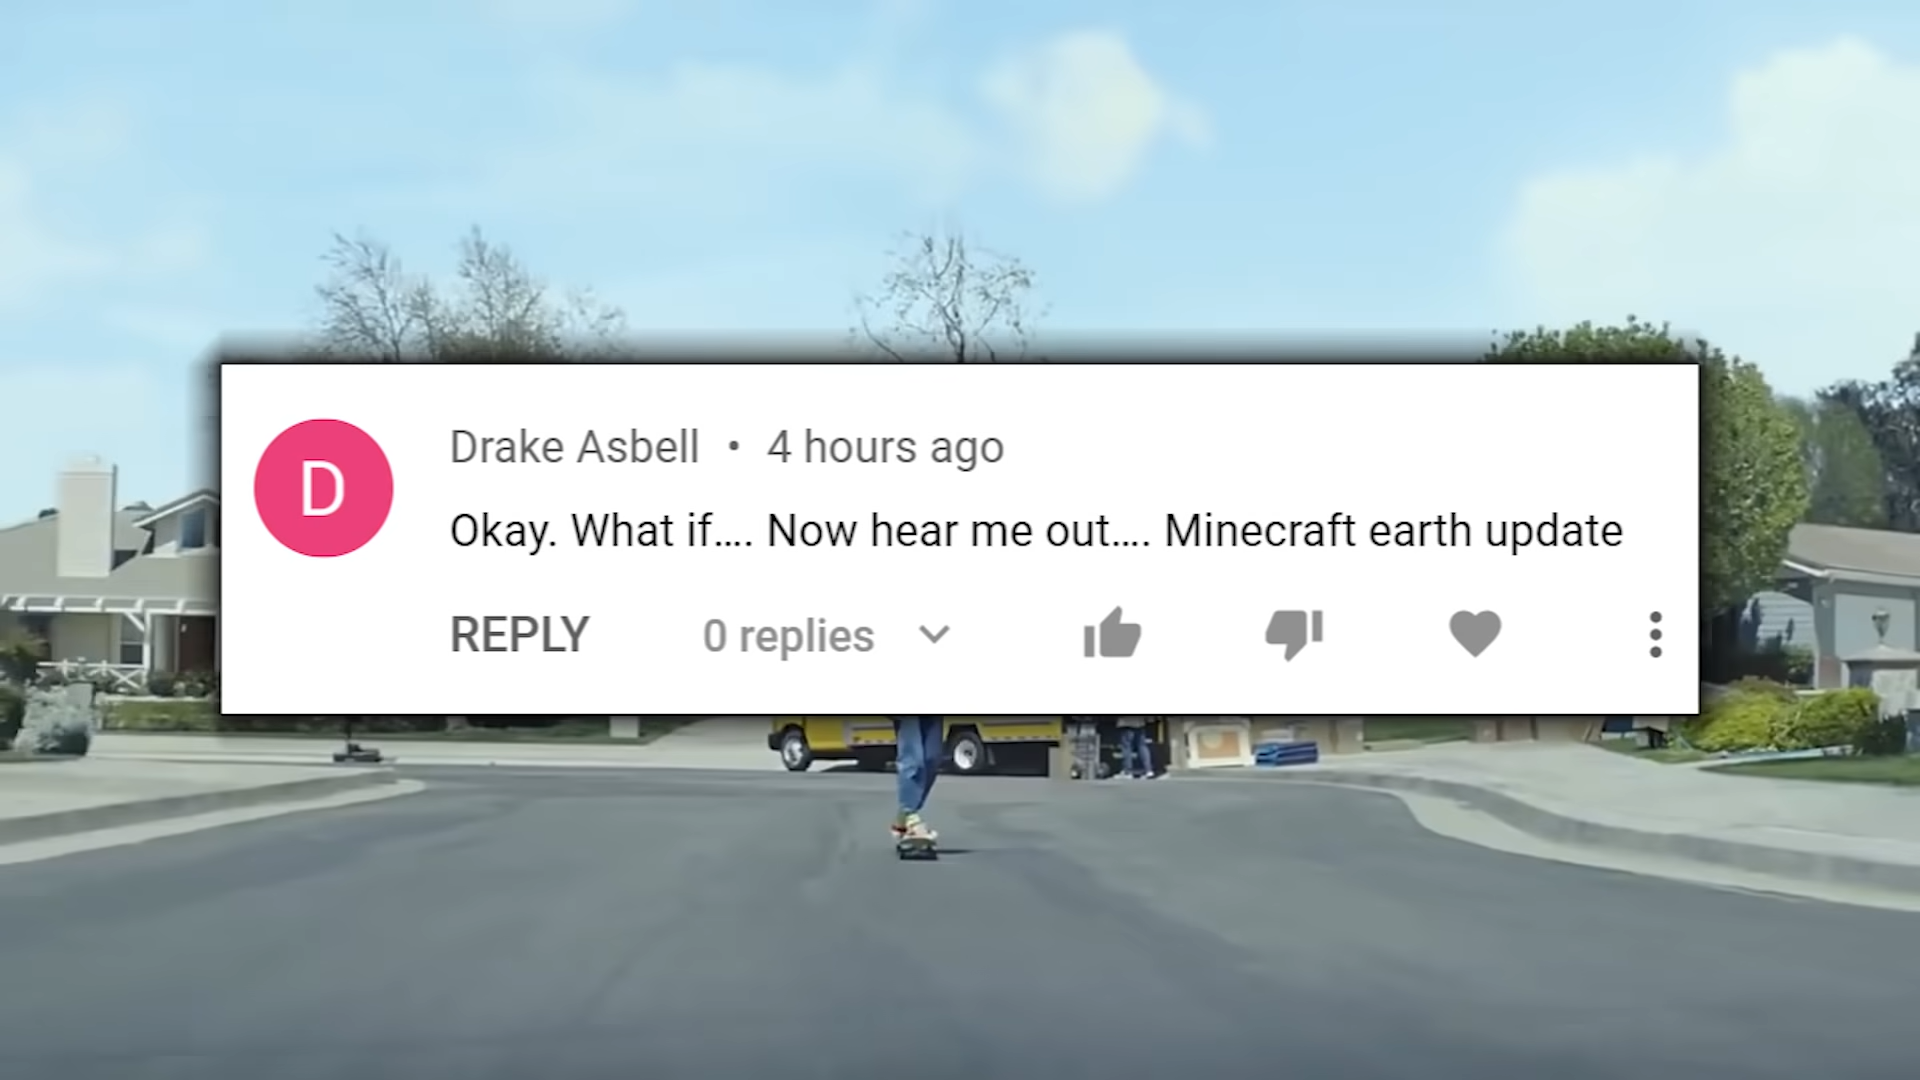 D
Drake Asbell • 4 hours ago
Okay. What if.... Now hear me out.... Minecraft earth update
REPLY 0 replies